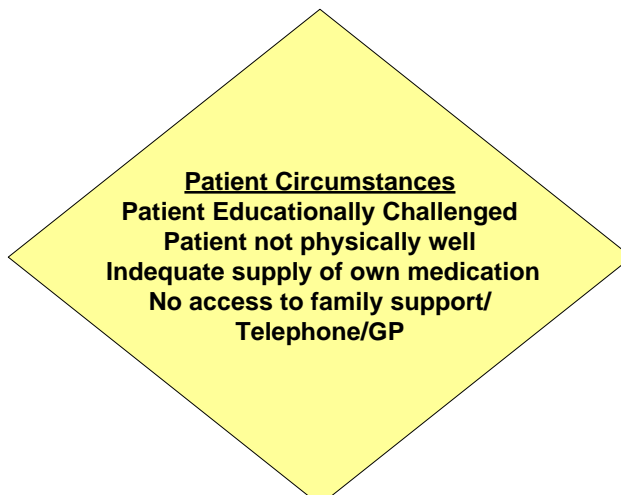 Patient Circumstances
Patient Educationally Challenged
Patient not physically well
Indequate supply of own medication
No access to family support/
Telephone/GP